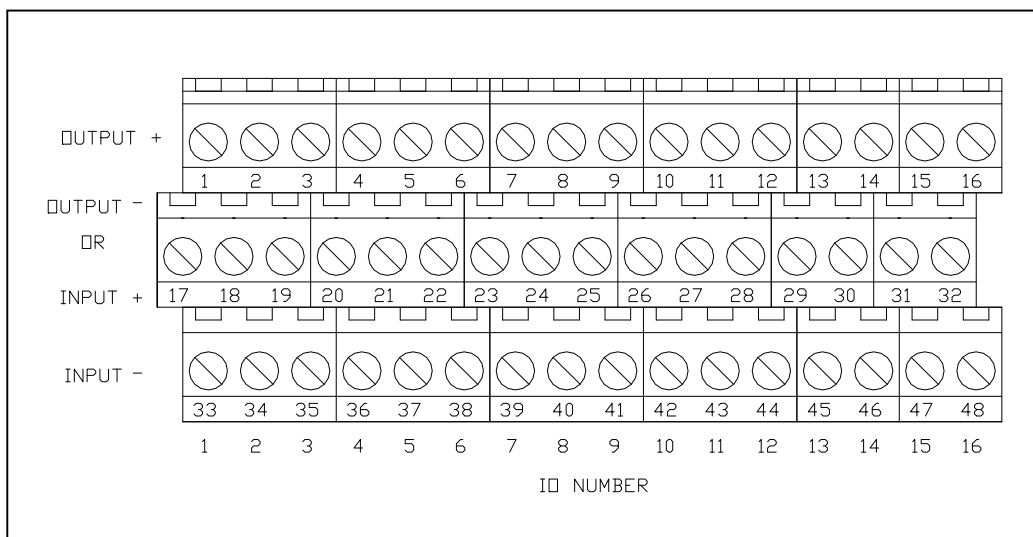 OUTPUT +
1 2 3 4 5 6 7 8 9 10 11 12 13 14 15 16
OUTPUT -
OR
INPUT +
17 18 19 20 21 22 23 24 25 26 27 28 29 30 31 32
INPUT -
33 34 35 36 37 38 39 40 41 42 43 44 45 46 47 48
1 2 3 4 5 6 7 8 9 10 11 12 13 14 15 16
IO NUMBER